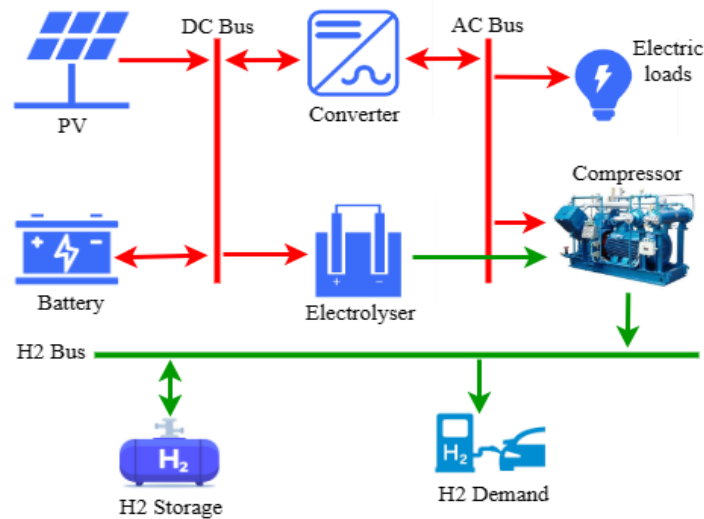 DC Bus
AC Bus
Electric
loads
PV
Converter
Compressor
+ -
Battery
+ -
Electrolyser
H2 Bus
H₂
H₂
H2 Storage
H2 Demand